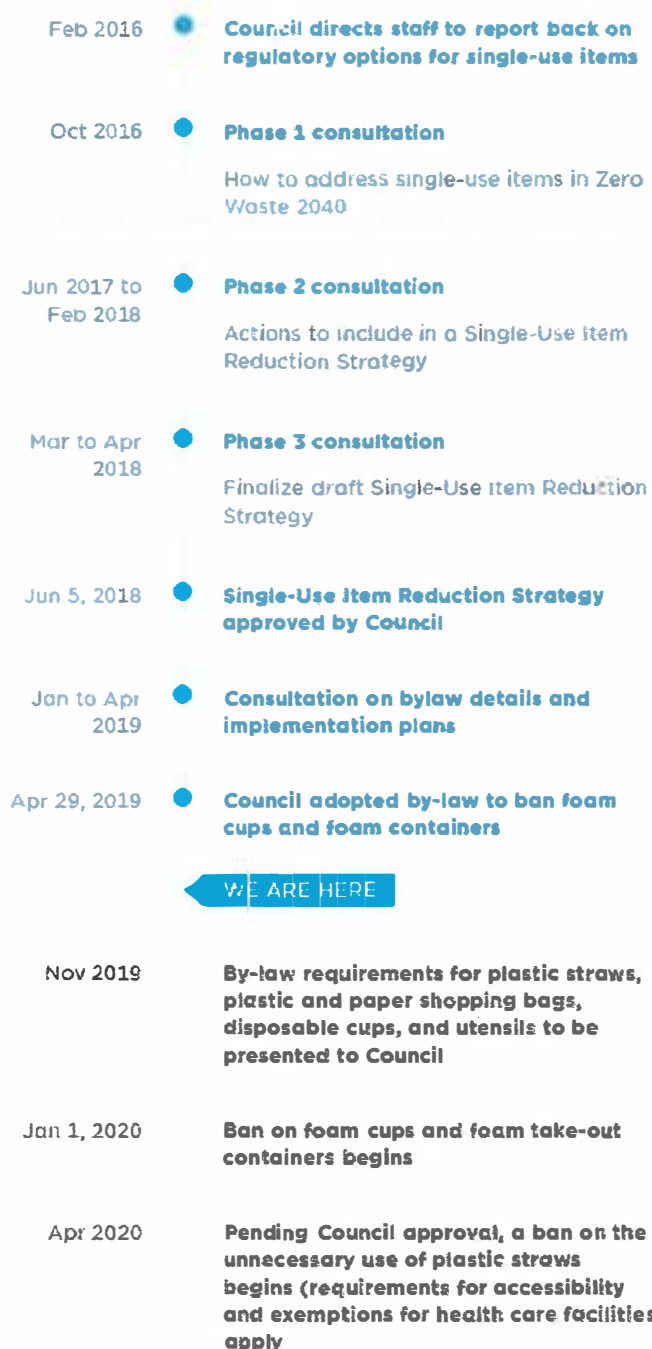 Feb 2016
Council directs staff to report back on
regulatory options for single-use items
Oct 2016
Phase 1 consultation
How to address single-use items in Zero
Waste 2040
Jun 2017 to
Feb 2018
Phase 2 consultation
Actions to include in a Single-Use Item
Reduction Strategy
Mar to Apr
2018
Phase 3 consultation
Finalize draft Single-Use Item Reduction
Strategy
Jun 5, 2018
Single-Use Item Reduction Strategy
approved by Council
Jan to Apr
2019
Consultation on bylaw details and
implementation plans
Apr 29, 2019
Council adopted by-law to ban foam
cups and foam containers
WE ARE HERE
Nov 2019
By-law requirements for plastic straws,
plastic and paper shopping bags,
disposable cups, and utensils to be
presented to Council
Jan 1, 2020
Ban on foam cups and foam take-out
containers begins
Apr 2020
Pending Council approval, a ban on the
unnecessary use of plastic straws
begins (requirements for accessibility
and exemptions for health care facilities
apply